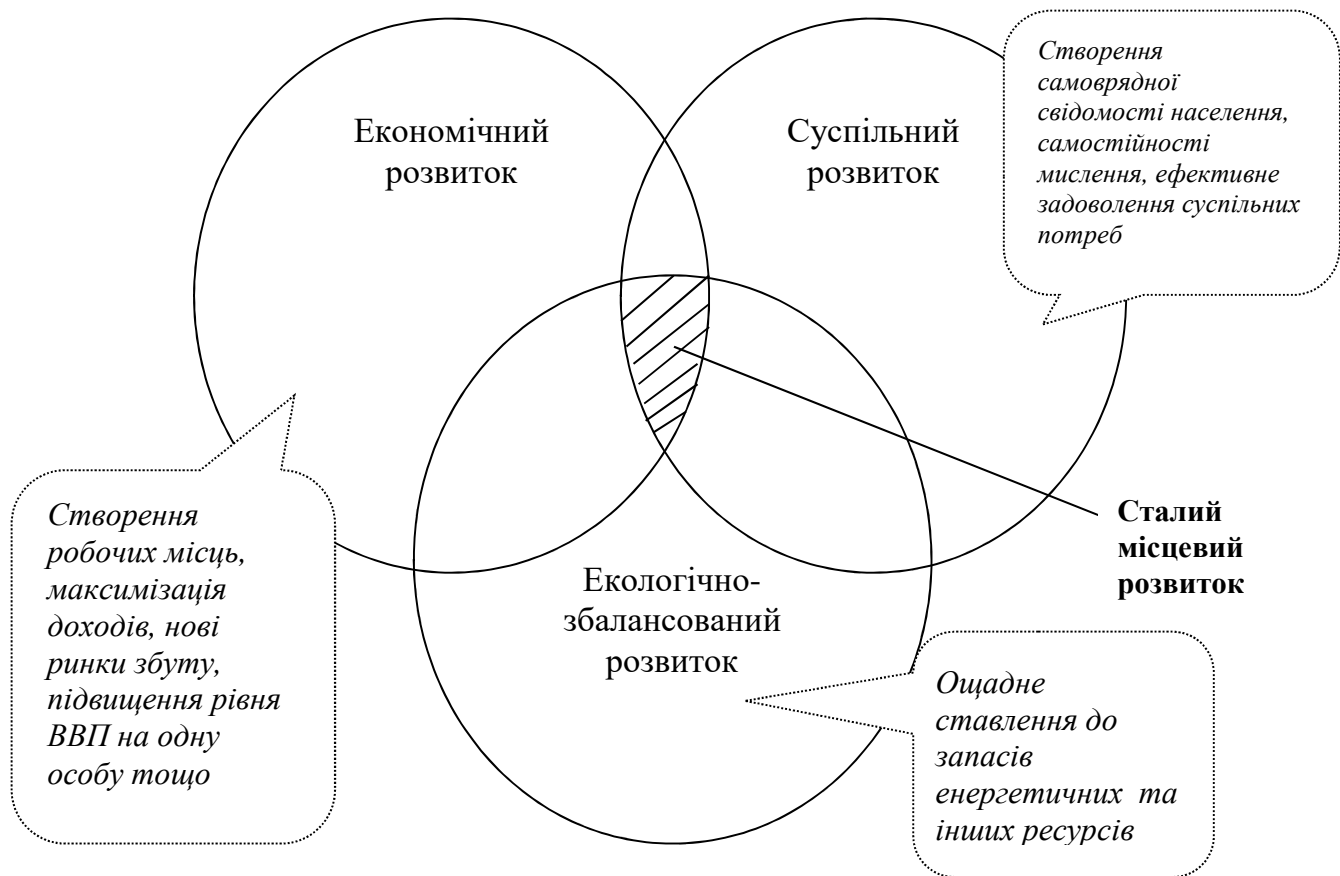 Економічний
розвиток
Суспільний
розвиток
Створення
самоврядної
свідомості населення,
самостійності
мислення, ефективне
задоволення суспільних
потреб
Створення
робочих місць,
максимізація
доходів, нові
ринки збуту,
підвищення рівня
ВВП на одну
особу тощо
Екологічно-
збалансований
розвиток
Сталий
місцевий
розвиток
Ощадне
ставлення до
запасів
енергетичних та
інших ресурсів